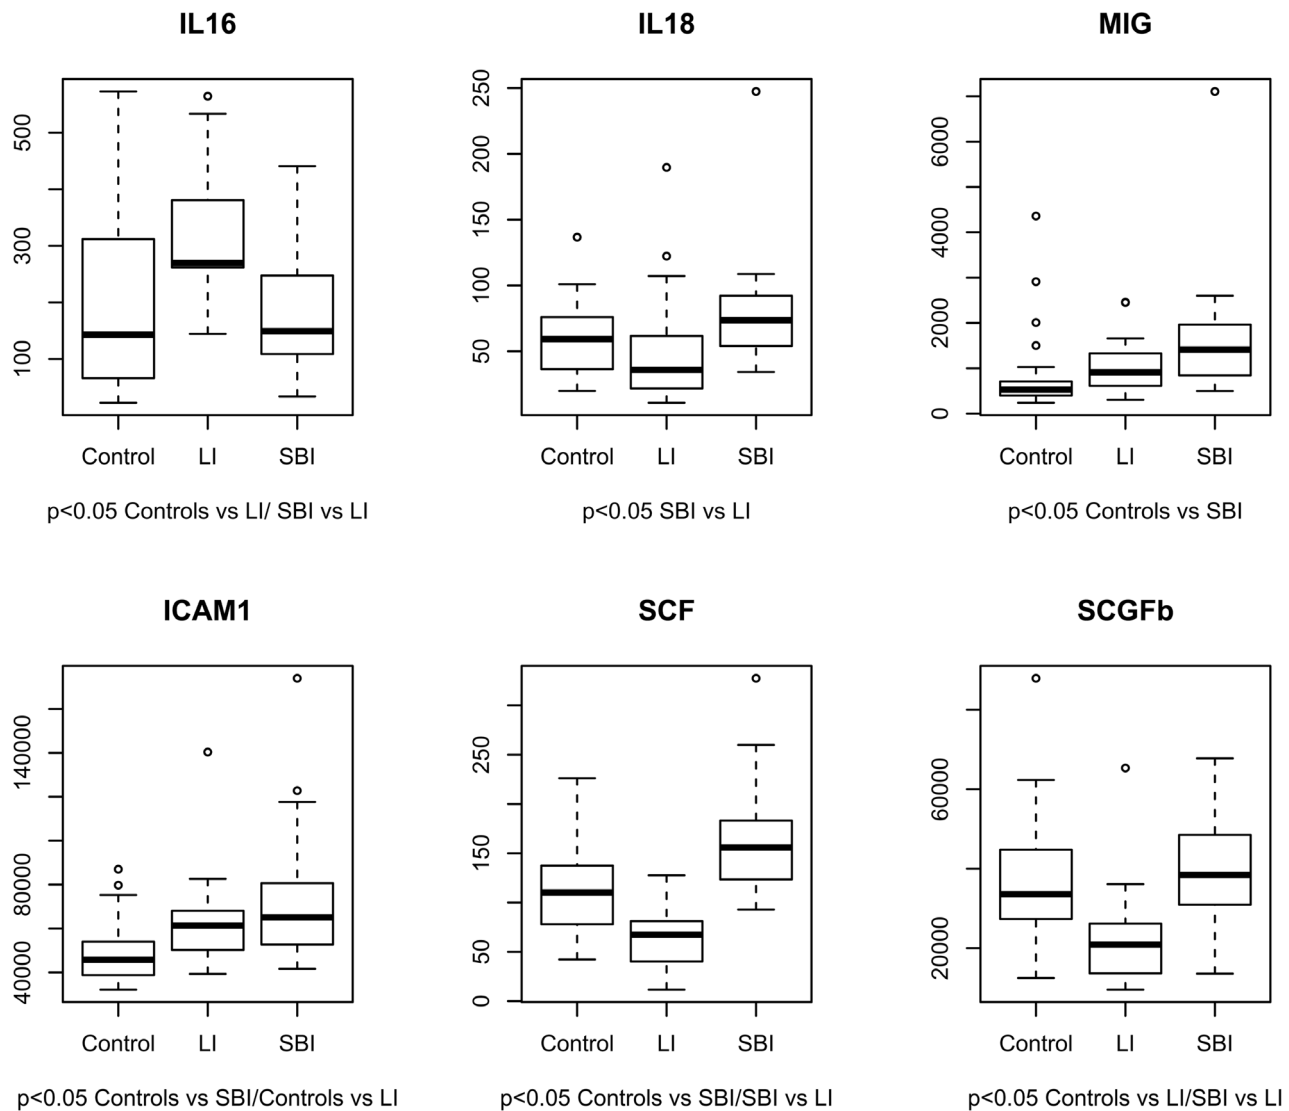 IL16
IL18
MIG
500
300
100
250
200
150
100
50
6000
4000
2000
0
Control LI SBI
Control LI SBI
Control LI SBI
p<0.05 Controls vs LI/ SBI vs LI
p<0.05 SBI vs LI
p<0.05 Controls vs SBI
ICAM1
SCF
SCGFb
140000
80000
40000
250
150
50
0
60000
20000
Control LI SBI
Control LI SBI
Control LI SBI
p<0.05 Controls vs SBI/Controls vs LI
p<0.05 Controls vs SBI/SBI vs LI
p<0.05 Controls vs LI/SBI vs LI